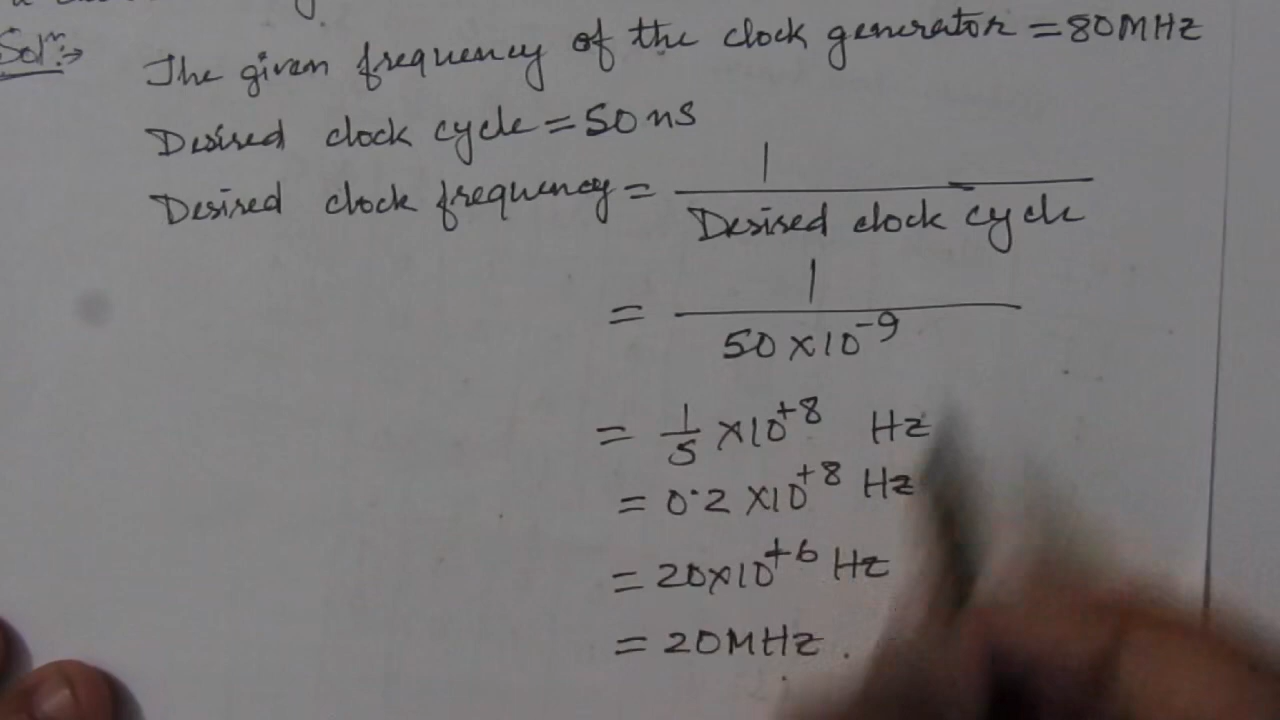 Solⁿ:→ The given frequency of the clock generator = 80MHz
Desired clock cycle = 50 ns
Desired clock frequency = 1 / Desired clock cycle
= 1 / 50×10⁻⁹
= 1/5 ×10⁺⁸ Hz
= 0.2 ×10⁺⁸ Hz
= 20×10⁺⁶ Hz
= 20MHz.